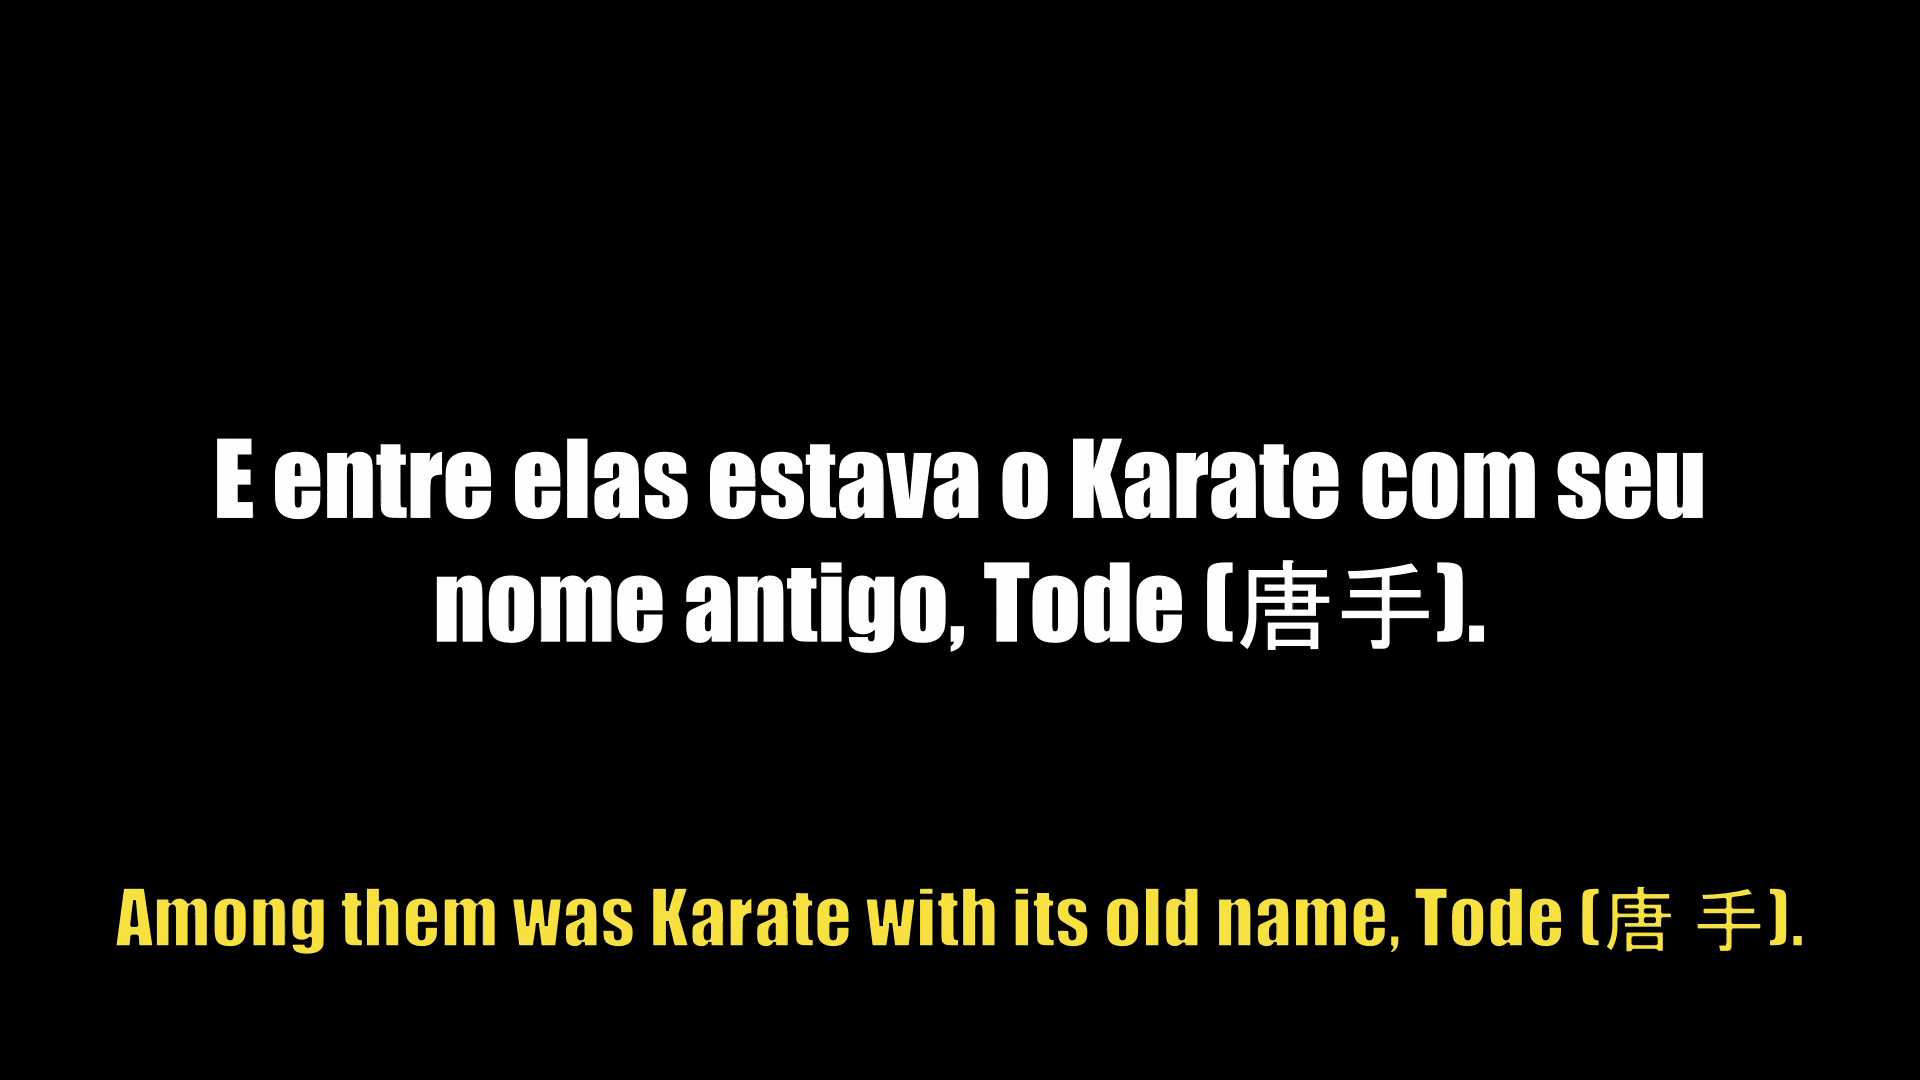 E entre elas estava o Karate com seu
nome antigo, Tode (唐手).
Among them was Karate with its old name, Tode (唐 手).